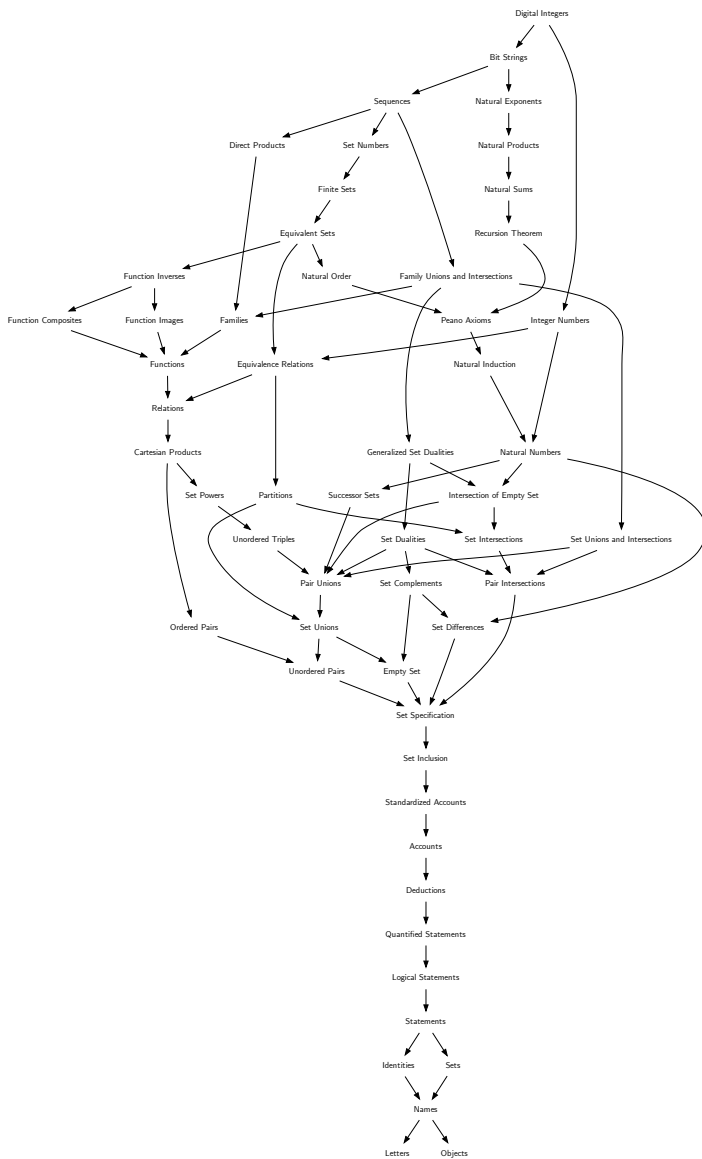 Digital Integers
Bit Strings
Sequences
Natural Exponents
Direct Products
Set Numbers
Natural Products
Finite Sets
Natural Sums
Equivalent Sets
Recursion Theorem
Function Inverses
Natural Order
Family Unions and Intersections
Function Composites
Function Images
Families
Peano Axioms
Integer Numbers
Functions
Equivalence Relations
Natural Induction
Relations
Cartesian Products
Generalized Set Dualities
Natural Numbers
Set Powers
Partitions
Successor Sets
Intersection of Empty Set
Unordered Triples
Set Dualities
Set Intersections
Set Unions and Intersections
Pair Unions
Set Complements
Pair Intersections
Ordered Pairs
Set Unions
Set Differences
Unordered Pairs
Empty Set
Set Specification
Set Inclusion
Standardized Accounts
Accounts
Deductions
Quantified Statements
Logical Statements
Statements
Identities
Sets
Names
Letters
Objects